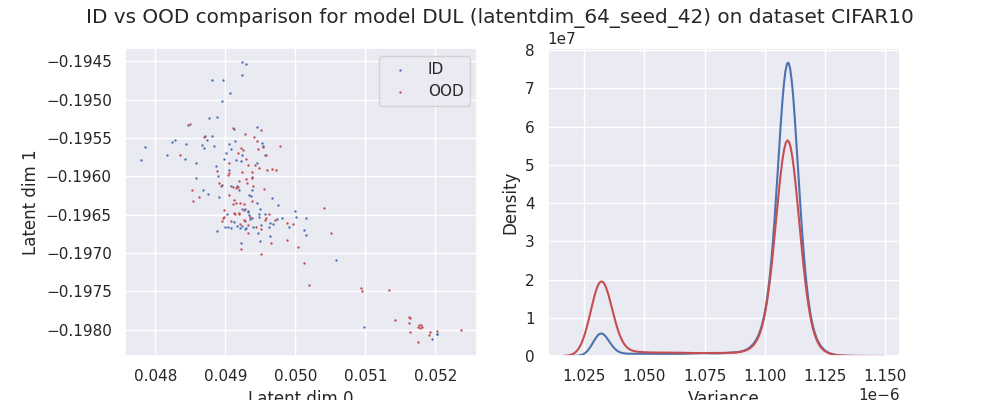 ID vs OOD comparison for model DUL (latentdim_64_seed_42) on dataset CIFAR10
−0.1945
−0.1950
−0.1955
−0.1960
−0.1965
−0.1970
−0.1975
−0.1980
Latent dim 1
0.048 0.049 0.050 0.051 0.052
Latent dim 0
ID
OOD
1e7
8
7
6
5
4
3
2
1
0
Density
1.025 1.050 1.075 1.100 1.125 1.150
Variance
1e−6